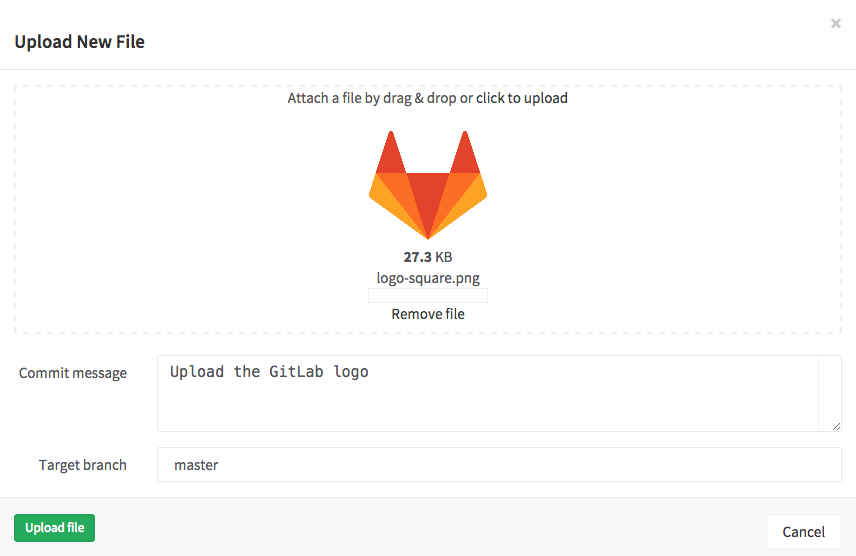 ×
Upload New File
Attach a file by drag & drop or click to upload
27.3 KB
logo-square.png
Remove file
Commit message
Upload the GitLab logo
Target branch
master
Upload file
Cancel